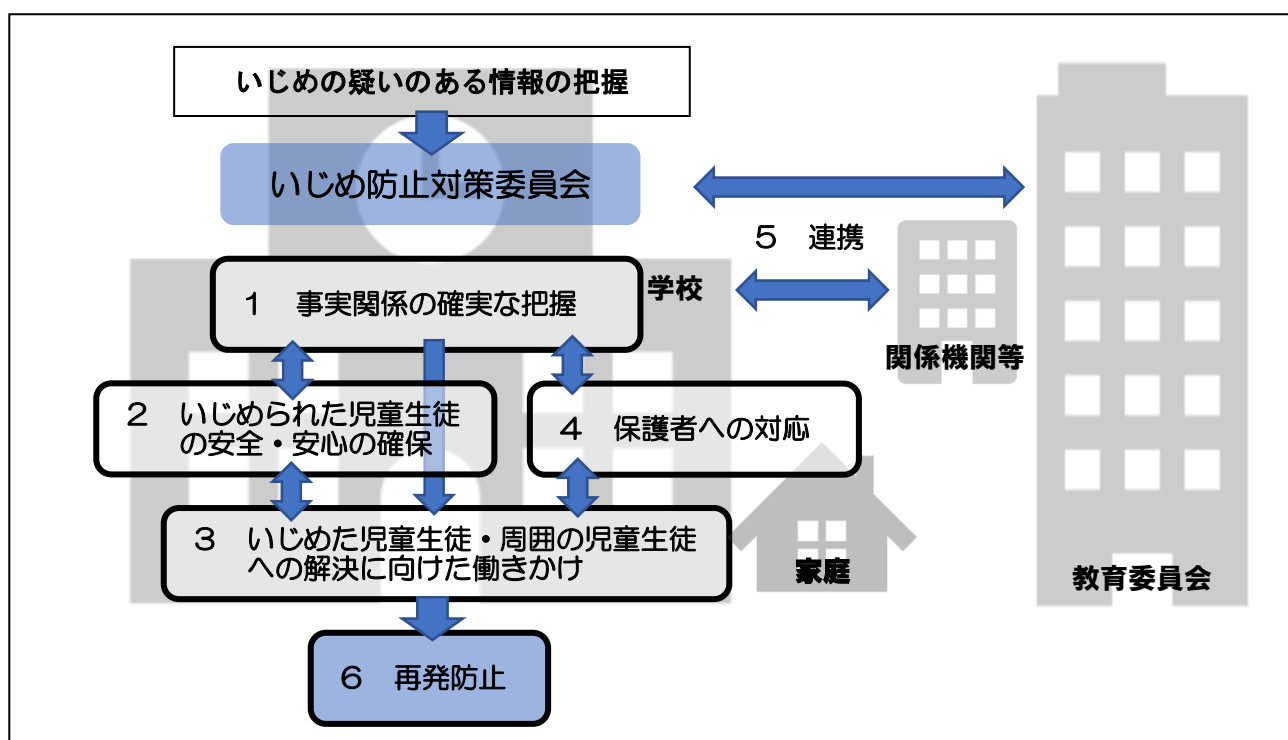 いじめの疑いのある情報の把握
いじめ防止対策委員会
５　連携
学校
１　事実関係の確実な把握
関係機関等
２　いじめられた児童生徒
の安全・安心の確保
４　保護者への対応
３　いじめた児童生徒・周囲の児童生徒
への解決に向けた働きかけ
家庭
教育委員会
６　再発防止